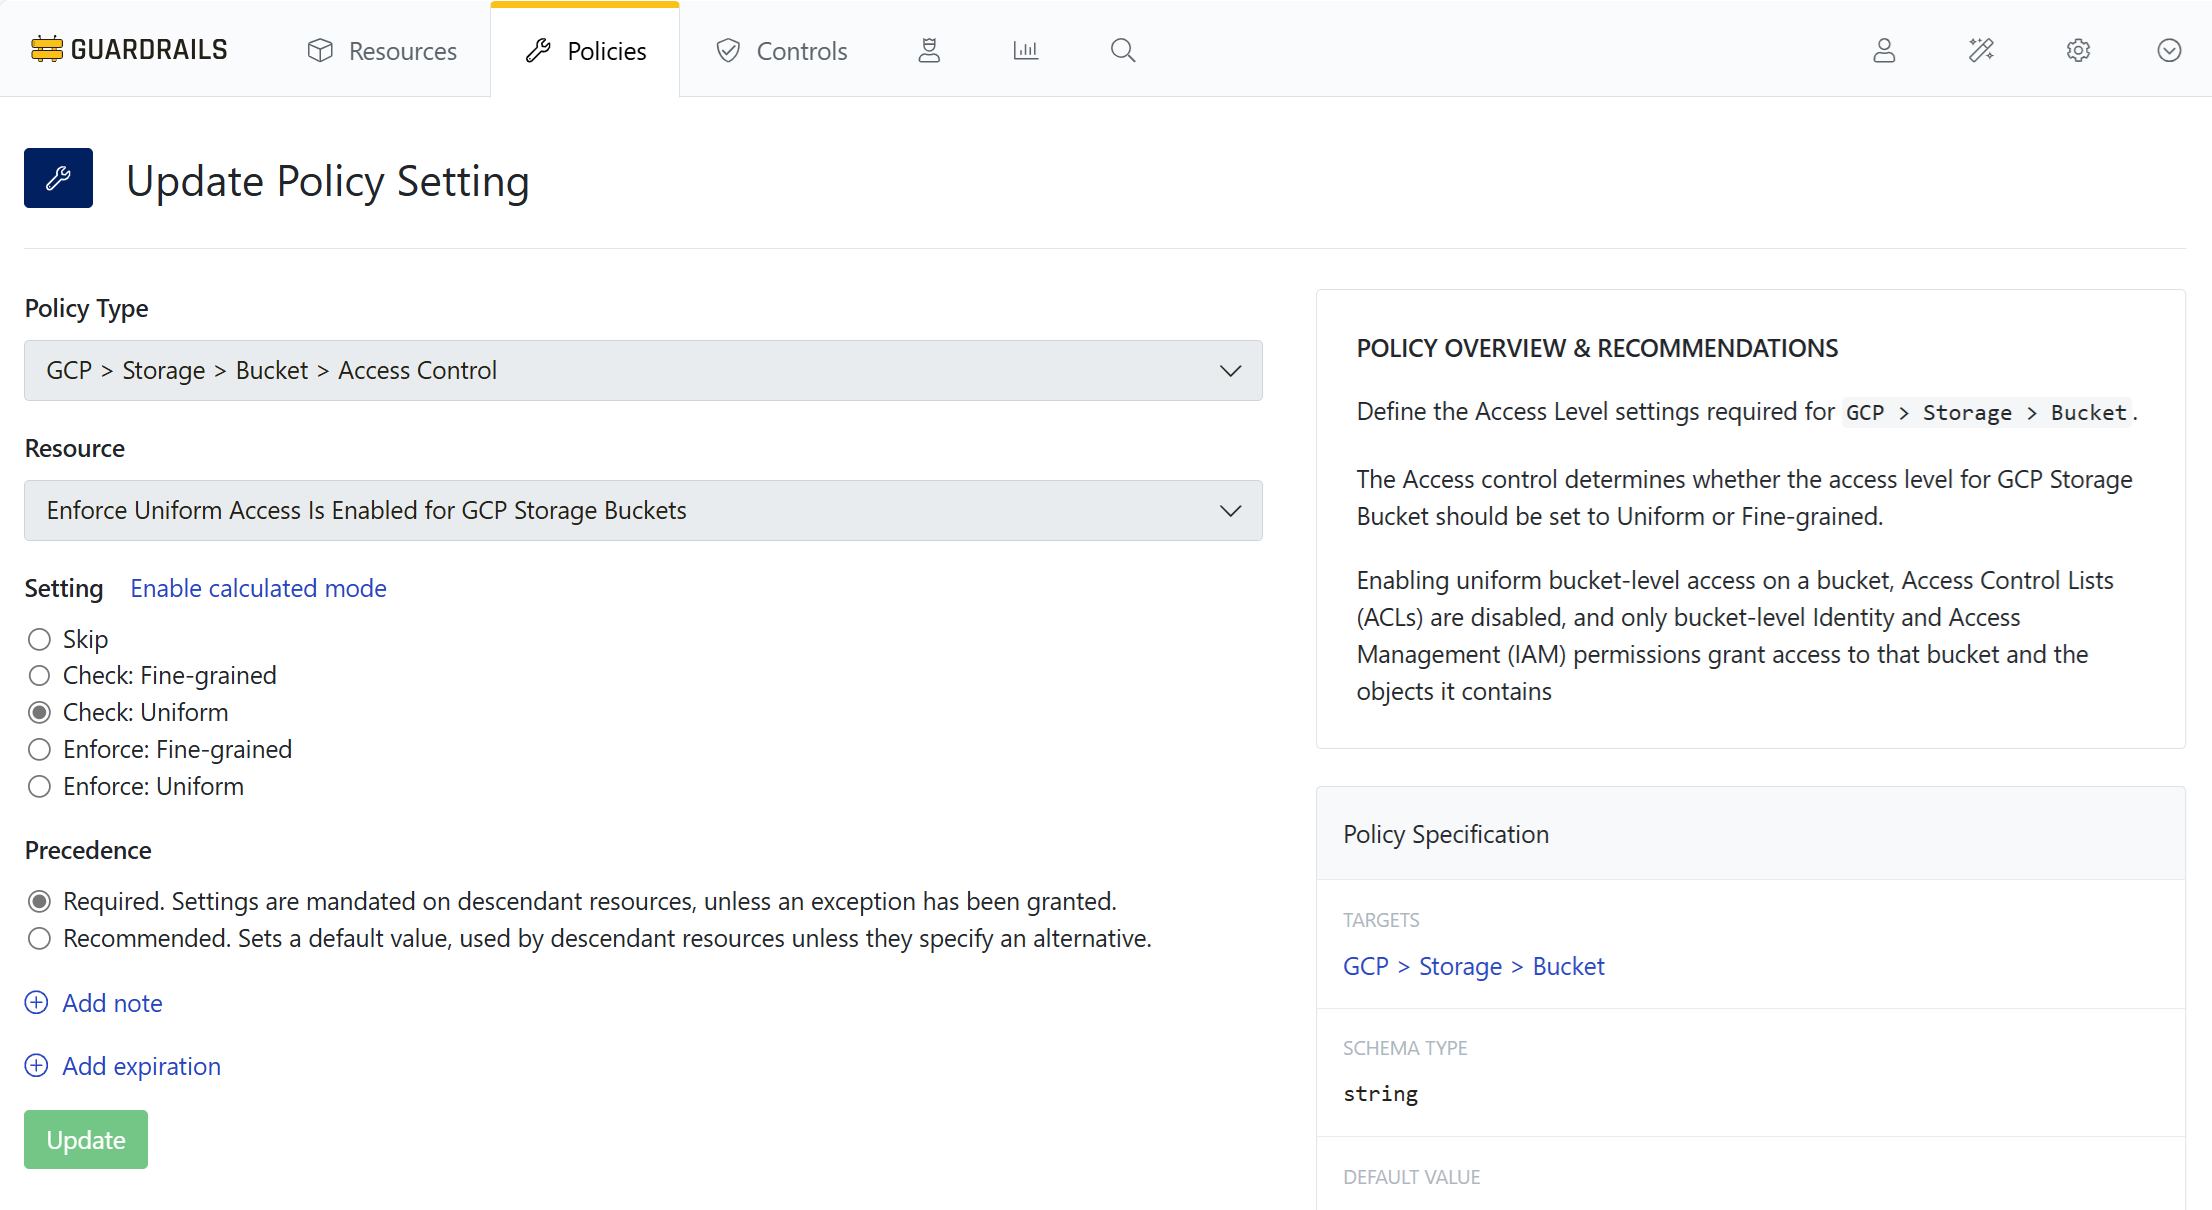 GUARDRAILS
Resources
Policies
Controls
Update Policy Setting
Policy Type
GCP > Storage > Bucket > Access Control
Resource
Enforce Uniform Access Is Enabled for GCP Storage Buckets
Setting Enable calculated mode
Skip
Check: Fine-grained
Check: Uniform
Enforce: Fine-grained
Enforce: Uniform
Precedence
Required. Settings are mandated on descendant resources, unless an exception has been granted.
Recommended. Sets a default value, used by descendant resources unless they specify an alternative.
Add note
Add expiration
Update
POLICY OVERVIEW & RECOMMENDATIONS
Define the Access Level settings required for GCP > Storage > Bucket.
The Access control determines whether the access level for GCP Storage
Bucket should be set to Uniform or Fine-grained.
Enabling uniform bucket-level access on a bucket, Access Control Lists
(ACLs) are disabled, and only bucket-level Identity and Access
Management (IAM) permissions grant access to that bucket and the
objects it contains
Policy Specification
TARGETS
GCP > Storage > Bucket
SCHEMA TYPE
string
DEFAULT VALUE